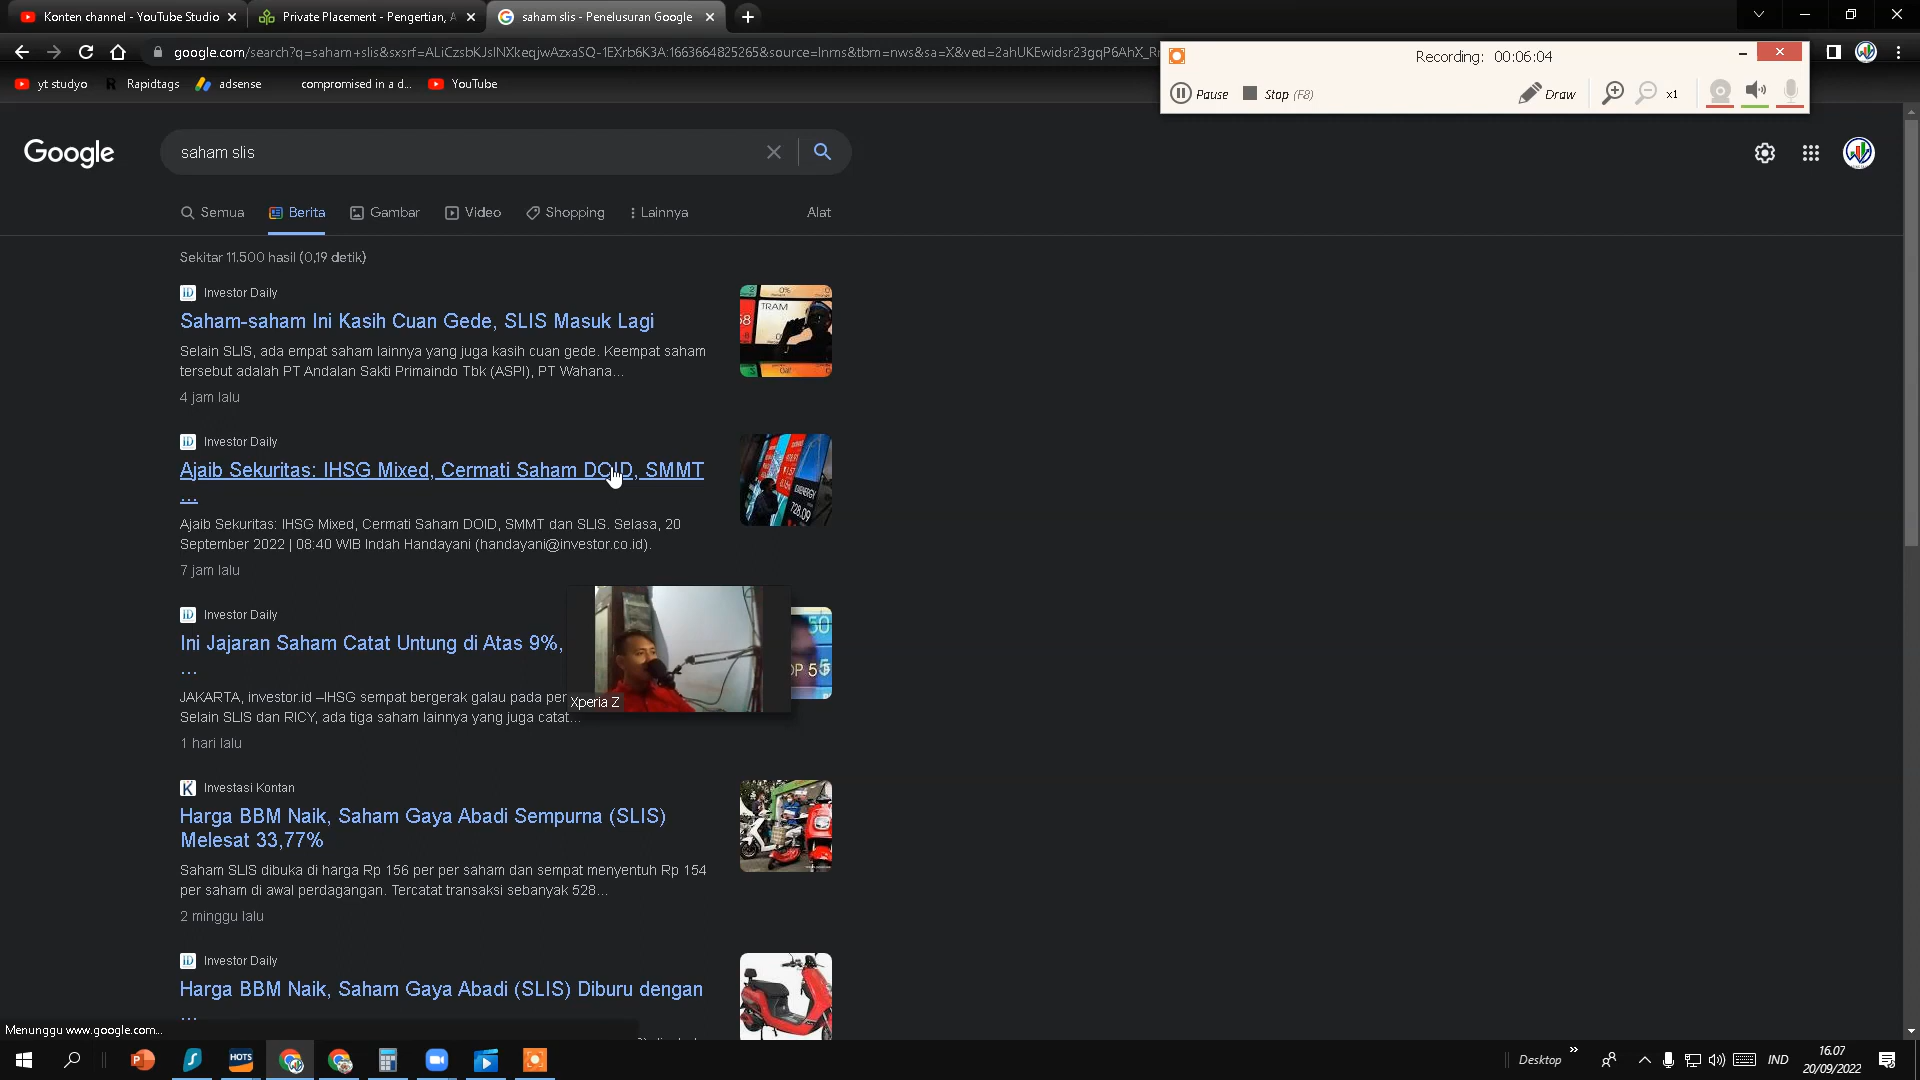 Konten channel - YouTube Studio
Private Placement - Pengertian, A
saham slis - Penelusuran Google
google.com/search?q=saham+slis&sxsrf=ALiCzsbKJsINXkeqjwAzxaSQ-1EXrb6K3A:1663664825265&source=lnms&tbm=nws&sa=X&ved=2ahUKEwidsr23gqP6AhX_Rr
yt studyo
Rapidtags
adsense
compromised in a d...
YouTube
Recording: 00:06:04
Pause
Stop (F8)
Draw
x1
Google
saham slis
Semua
Berita
Gambar
Video
Shopping
Lainnya
Alat
Sekitar 11.500 hasil (0,19 detik)
Investor Daily
Saham-saham Ini Kasih Cuan Gede, SLIS Masuk Lagi
Selain SLIS, ada empat saham lainnya yang juga kasih cuan gede. Keempat saham
tersebut adalah PT Andalan Sakti Primaindo Tbk (ASPI), PT Wahana...
4 jam lalu
TRAM
Investor Daily
Ajaib Sekuritas: IHSG Mixed, Cermati Saham DOID, SMMT
...
Ajaib Sekuritas: IHSG Mixed, Cermati Saham DOID, SMMT dan SLIS. Selasa, 20
September 2022 | 08:40 WIB Indah Handayani (handayani@investor.co.id).
7 jam lalu
728.09
Investor Daily
Ini Jajaran Saham Catat Untung di Atas 9%,
...
JAKARTA, investor.id –IHSG sempat bergerak galau pada per
Selain SLIS dan RICY, ada tiga saham lainnya yang juga catat...
1 hari lalu
Xperia Z
Investasi Kontan
Harga BBM Naik, Saham Gaya Abadi Sempurna (SLIS)
Melesat 33,77%
Saham SLIS dibuka di harga Rp 156 per per saham dan sempat menyentuh Rp 154
per saham di awal perdagangan. Tercatat transaksi sebanyak 528...
2 minggu lalu
Investor Daily
Harga BBM Naik, Saham Gaya Abadi (SLIS) Diburu dengan
...
Menunggu www.google.com...
HOTS
Desktop
IND
16.07
20/09/2022